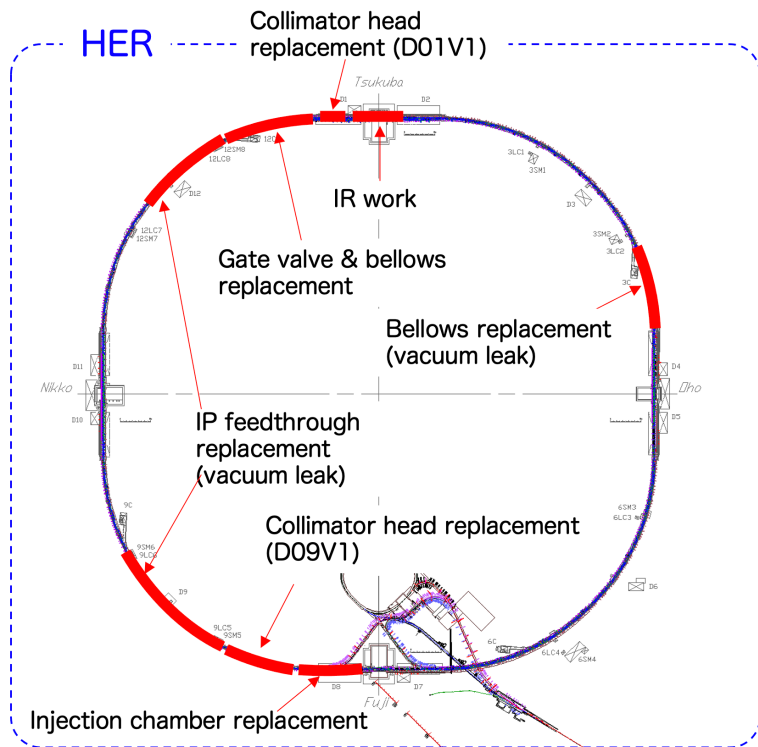 HER
Collimator head
replacement (D01V1)
Tsukuba
D1
D2
12C
12SM8
12LC8
IR work
3LC1
3SM1
D12
D3
12LC7
12SM7
3SM2
3LC2
3C
Gate valve & bellows
replacement
Bellows replacement
(vacuum leak)
D11
D4
Nikko
Oho
D10
D5
IP feedthrough
replacement
(vacuum leak)
9C
6SM3
6LC3
Collimator head replacement
(D09V1)
9SM6
9LC6
D6
D9
9LC5
9SM5
6C
6LC4
6SM4
D8
D7
Fuji
Injection chamber replacement